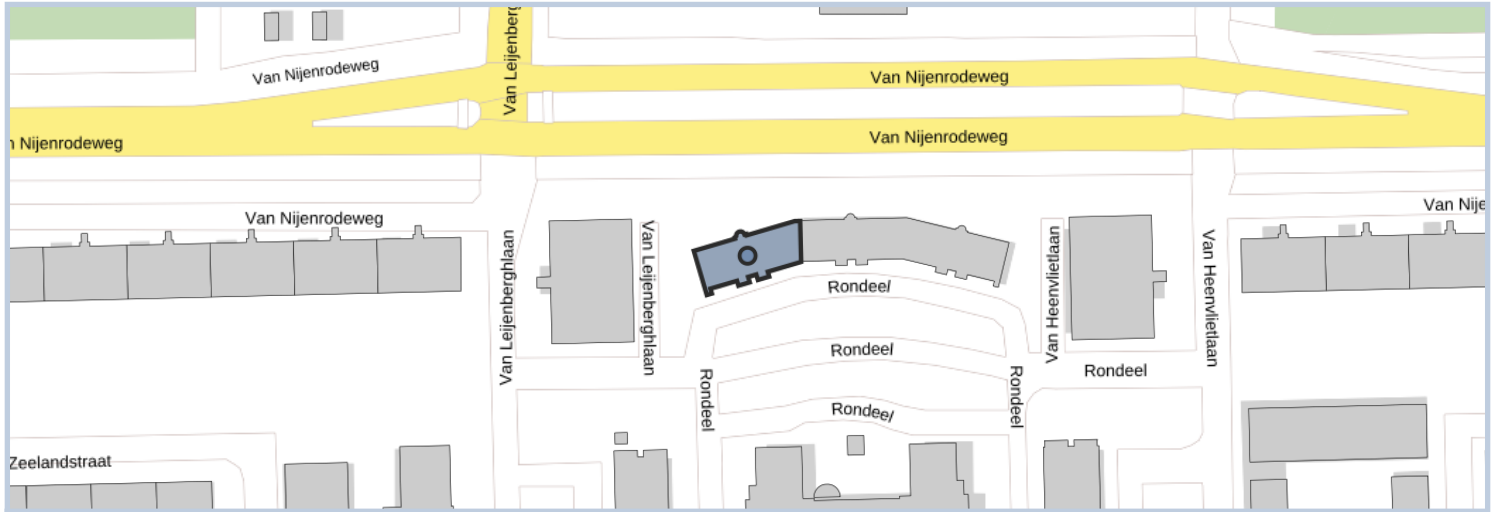 Van Nijenrodeweg
Van Leijenberg
Van Nijenrodeweg
n Nijenrodeweg
Van Nijenrodeweg
Van Nijenrodeweg
Van Nije
Van Leijenberghlaan
Van Leijenberghlaan
Rondeel
Van Heenvlietlaan
Van Heenvlietlaan
Rondeel
Rondeel
Rondeel
Rondeel
Rondeel
Zeelandstraat